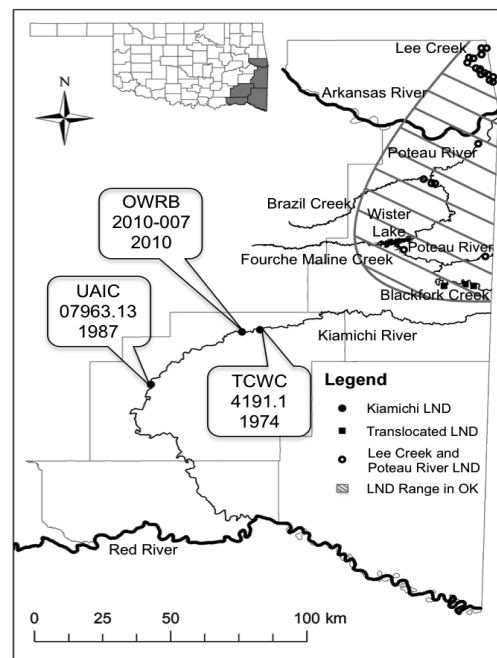 Lee Creek
Arkansas River
N
Poteau River
OWRB
2010-007
2010
Brazil Creek
Wister
Lake
Poteau River
Fourche Maline Creek
UAIC
07963.13
1987
Blackfork Creek
Kiamichi River
TCWC
4191.1
1974
Legend
Kiamichi LND
Translocated LND
Lee Creek and
Poteau River LND
LND Range in OK
Red River
0 25 50 100 km